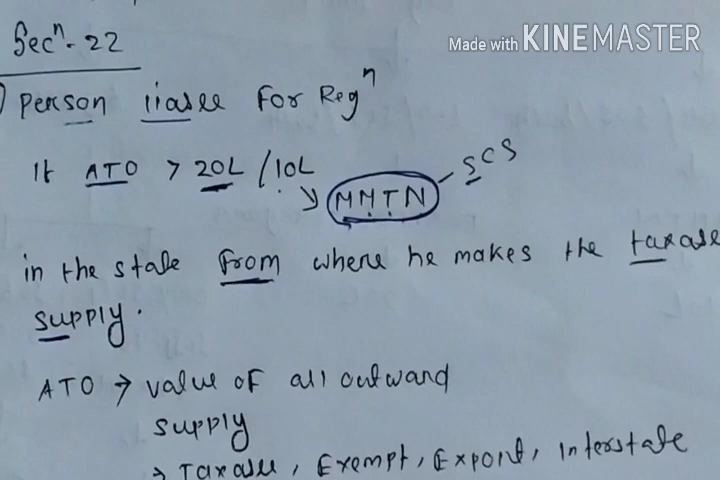 Made with KINEMASTER
Secⁿ - 22
) Person liable For Regⁿ
If ATO > 20L / 10L
↘ MMTN - SCS
in the state From where he makes the taxable
supply.
ATO → value of all outward
supply
→ Taxable, Exempt, Export, Interstate